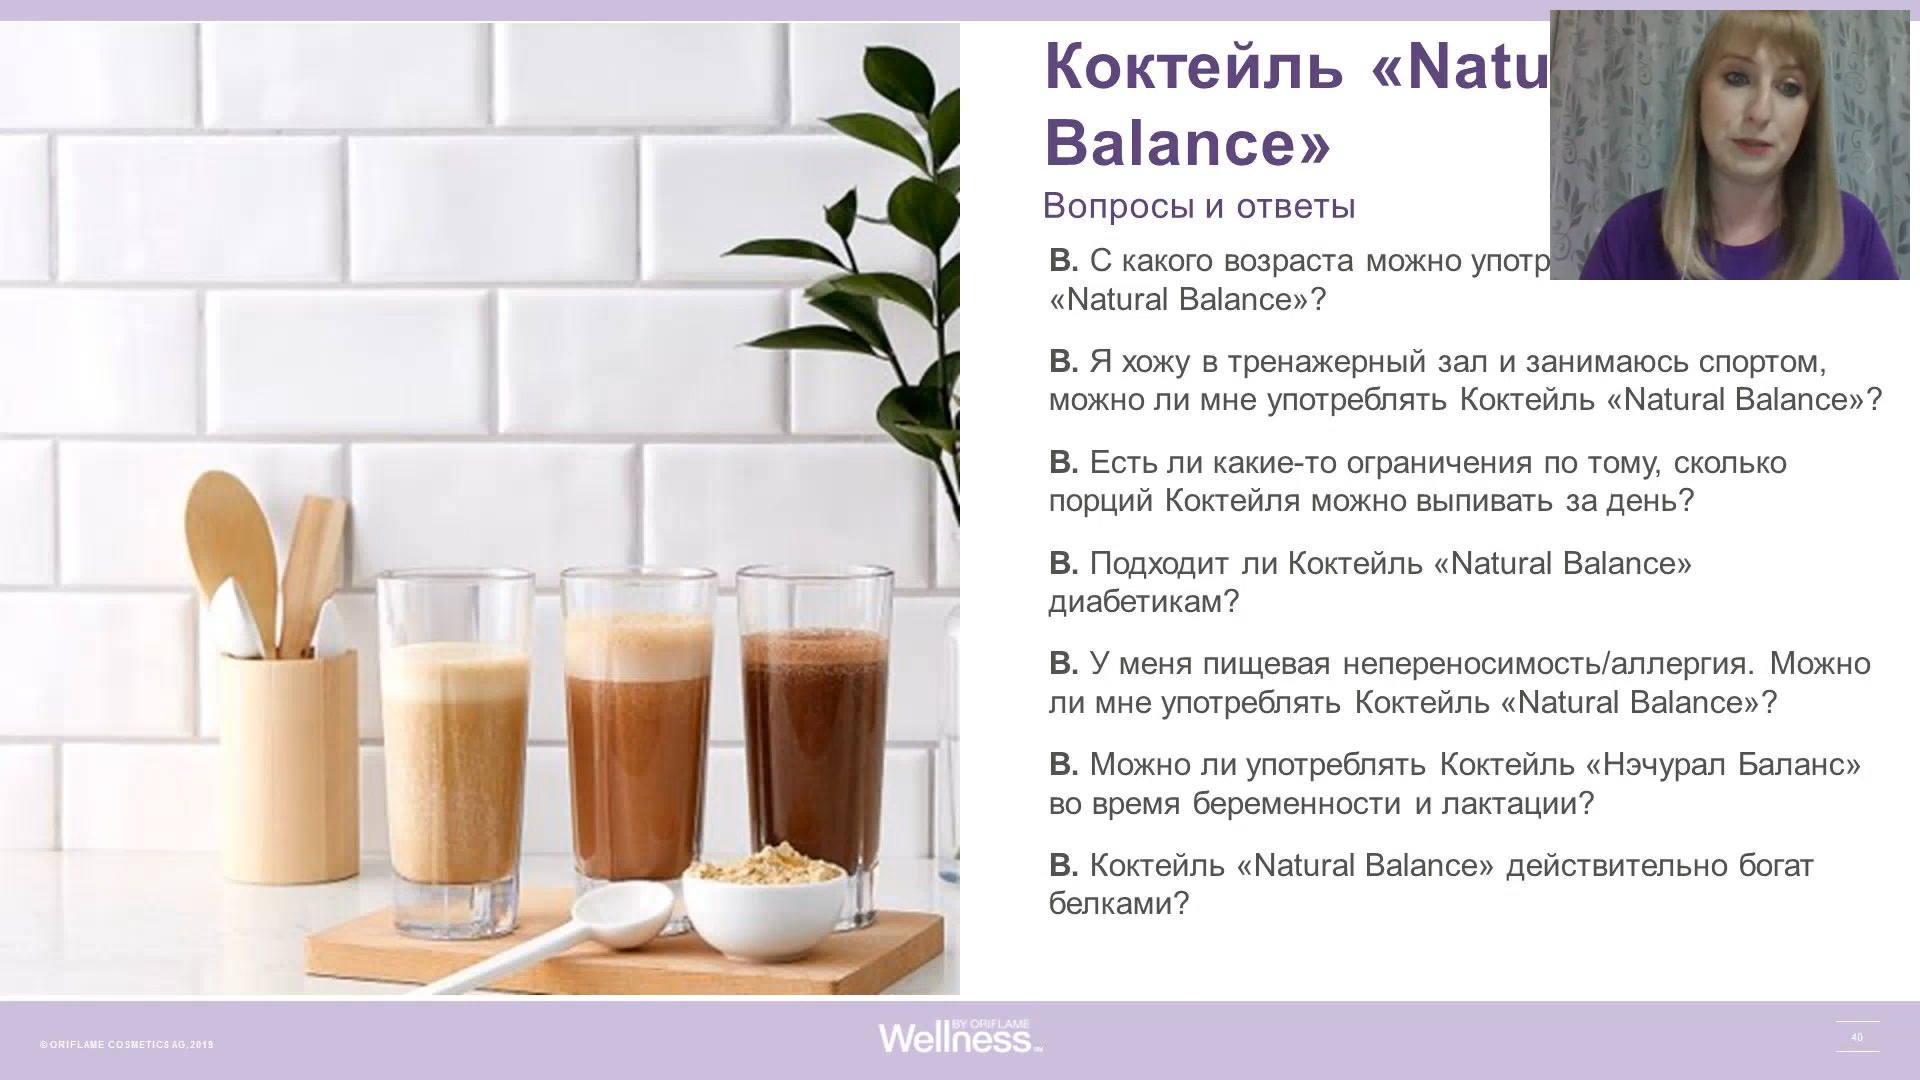 Коктейль «Natu
Balance»
Вопросы и ответы
В. С какого возраста можно употр
«Natural Balance»?
В. Я хожу в тренажерный зал и занимаюсь спортом,
можно ли мне употреблять Коктейль «Natural Balance»?
В. Есть ли какие-то ограничения по тому, сколько
порций Коктейля можно выпивать за день?
В. Подходит ли Коктейль «Natural Balance»
диабетикам?
В. У меня пищевая непереносимость/аллергия. Можно
ли мне употреблять Коктейль «Natural Balance»?
В. Можно ли употреблять Коктейль «Нэчурал Баланс»
во время беременности и лактации?
В. Коктейль «Natural Balance» действительно богат
белками?
© ORIFLAME COSMETICS AG, 2019
BY ORIFLAME
Wellness™
40